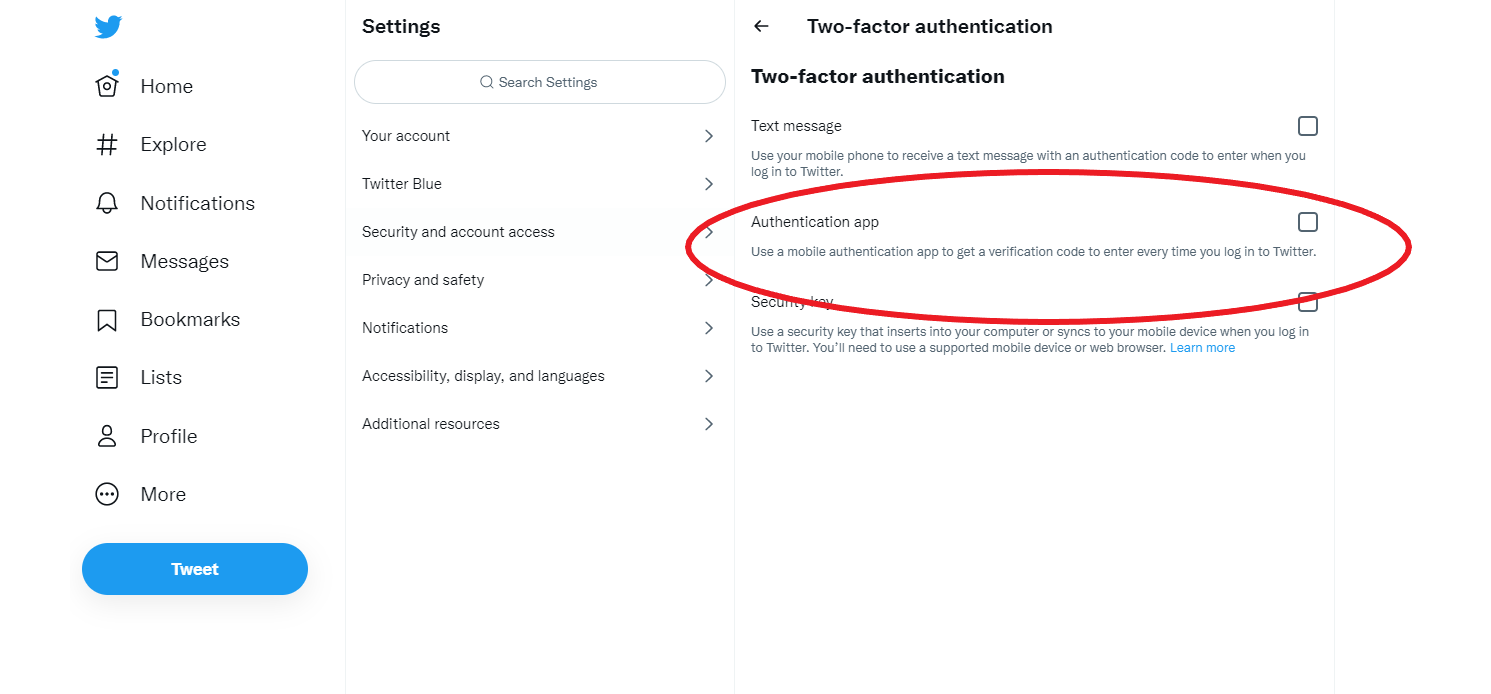 Home
Explore
Notifications
Messages
Bookmarks
Lists
Profile
More
Tweet
Settings
Search Settings
Your account
Twitter Blue
Security and account access
Privacy and safety
Notifications
Accessibility, display, and languages
Additional resources
Two-factor authentication
Two-factor authentication
Text message
Use your mobile phone to receive a text message with an authentication code to enter when you
log in to Twitter.
Authentication app
Use a mobile authentication app to get a verification code to enter every time you log in to Twitter.
Security key
Use a security key that inserts into your computer or syncs to your mobile device when you log in
to Twitter. You’ll need to use a supported mobile device or web browser. Learn more